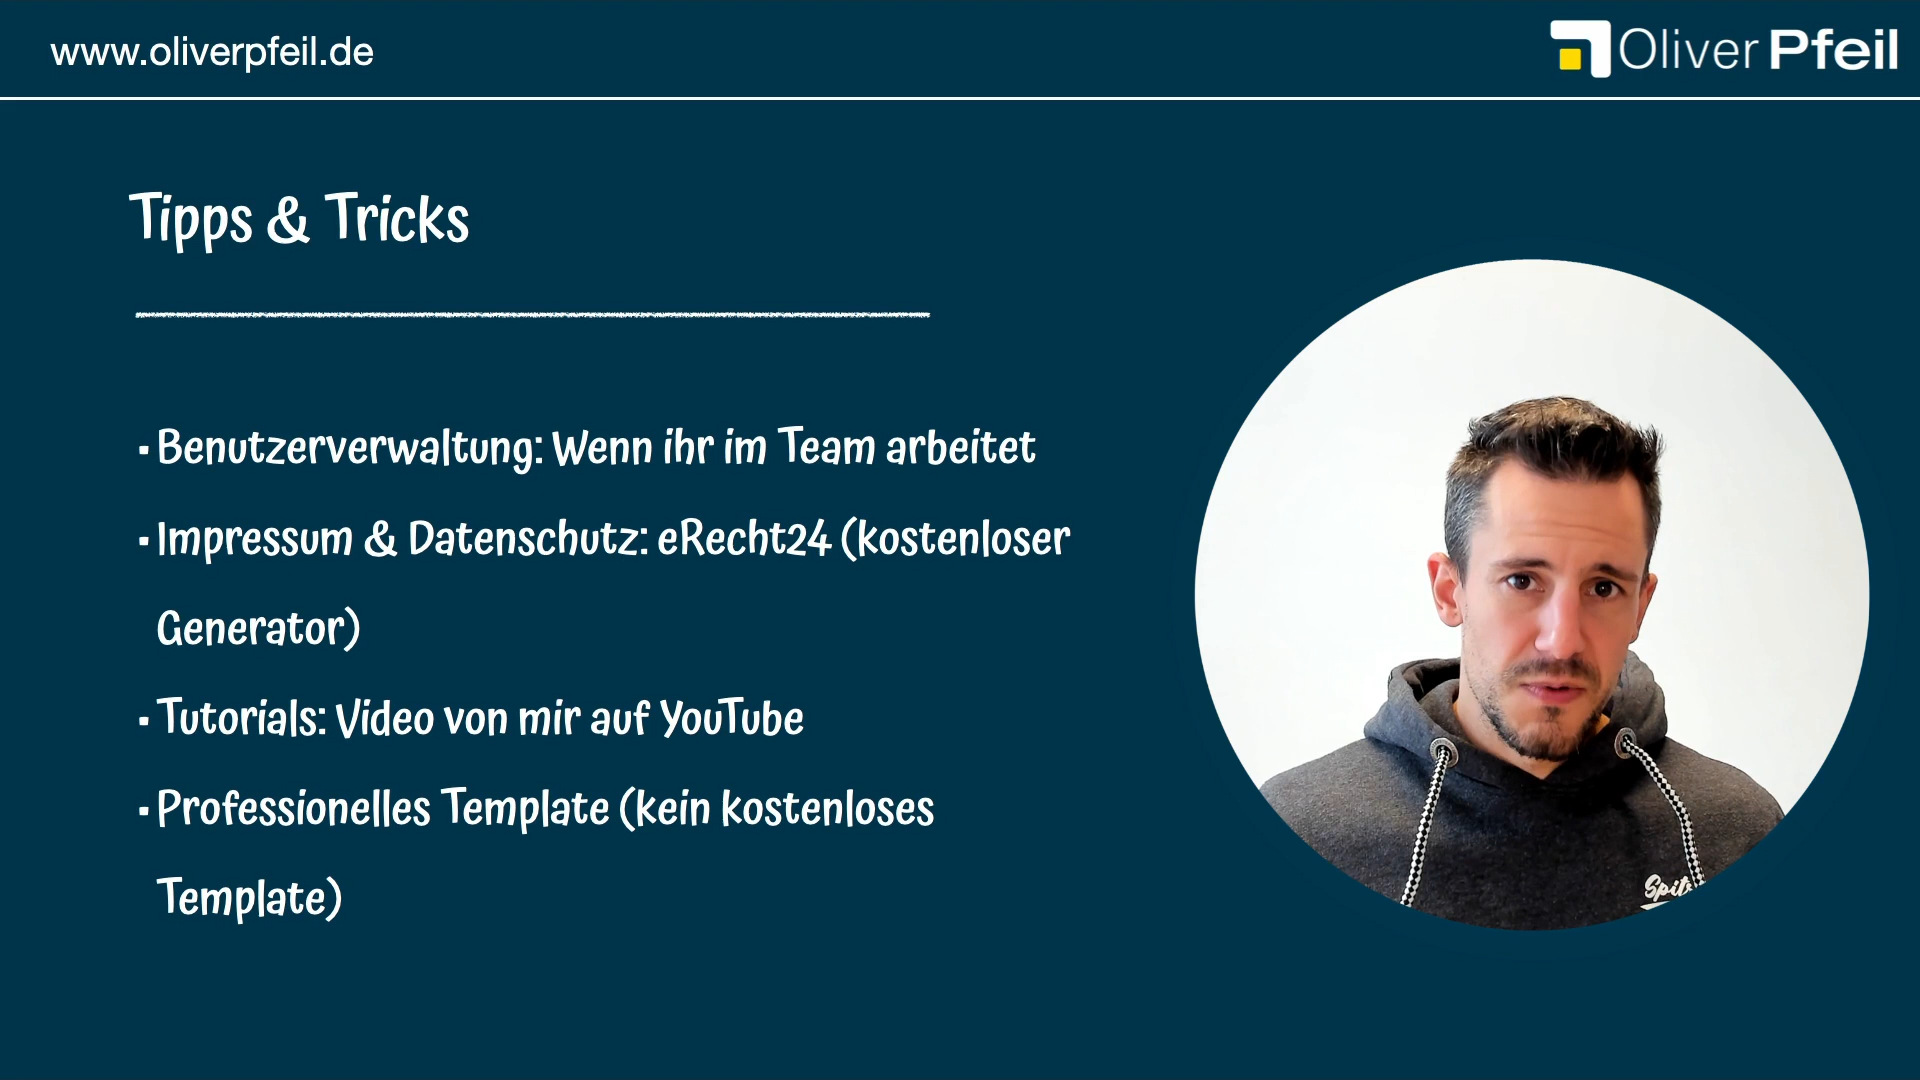 www.oliverpfeil.de
Oliver Pfeil
Tipps & Tricks
▪ Benutzerverwaltung: Wenn ihr im Team arbeitet
▪ Impressum & Datenschutz: eRecht24 (kostenloser
Generator)
▪ Tutorials: Video von mir auf YouTube
▪ Professionelles Template (kein kostenloses
Template)